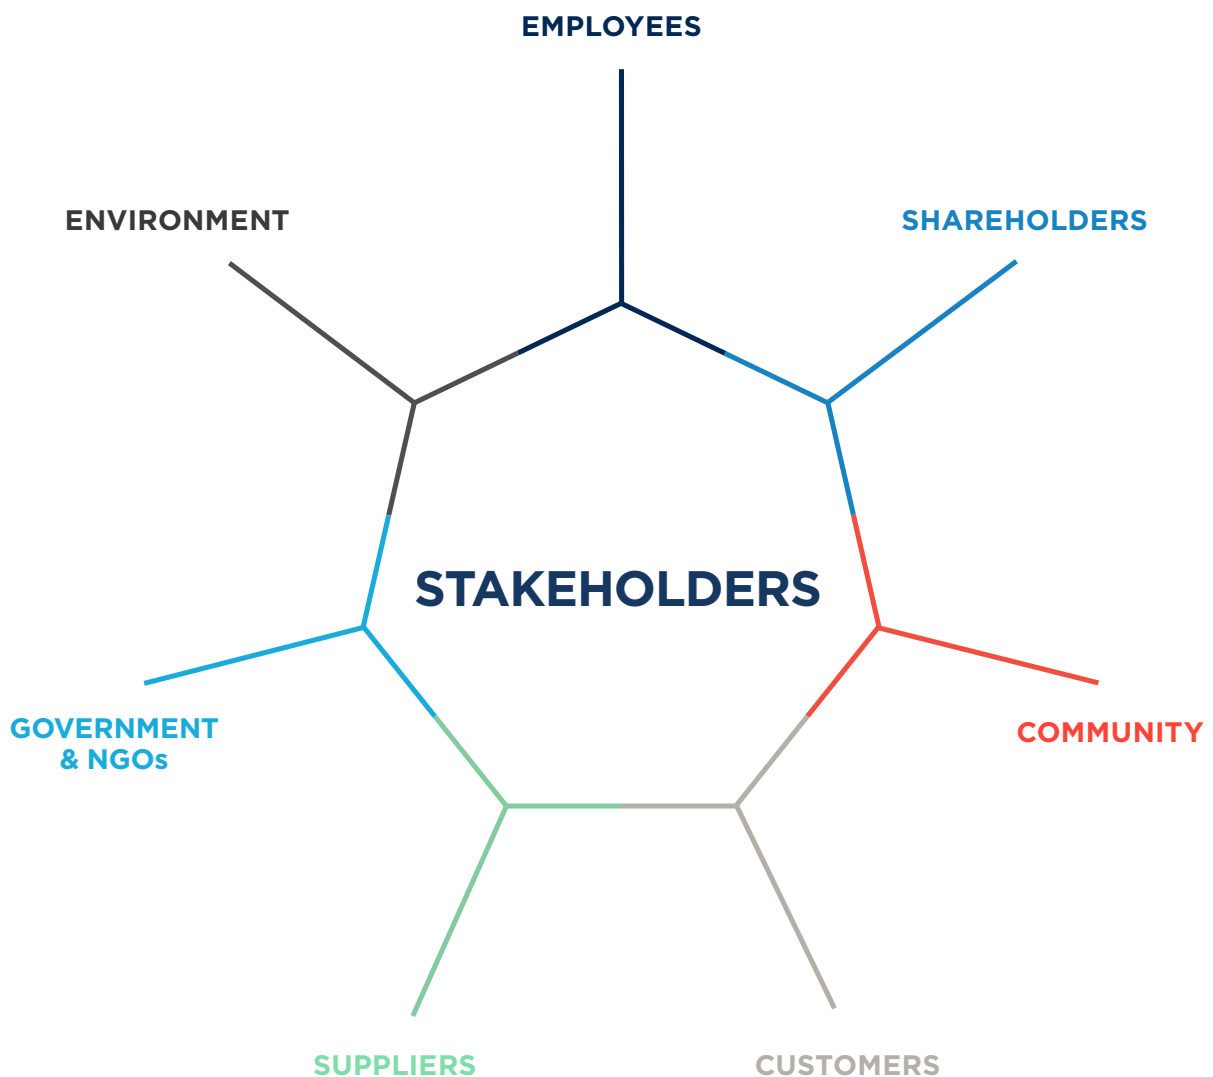 EMPLOYEES
ENVIRONMENT
SHAREHOLDERS
STAKEHOLDERS
GOVERNMENT
& NGOs
COMMUNITY
SUPPLIERS
CUSTOMERS